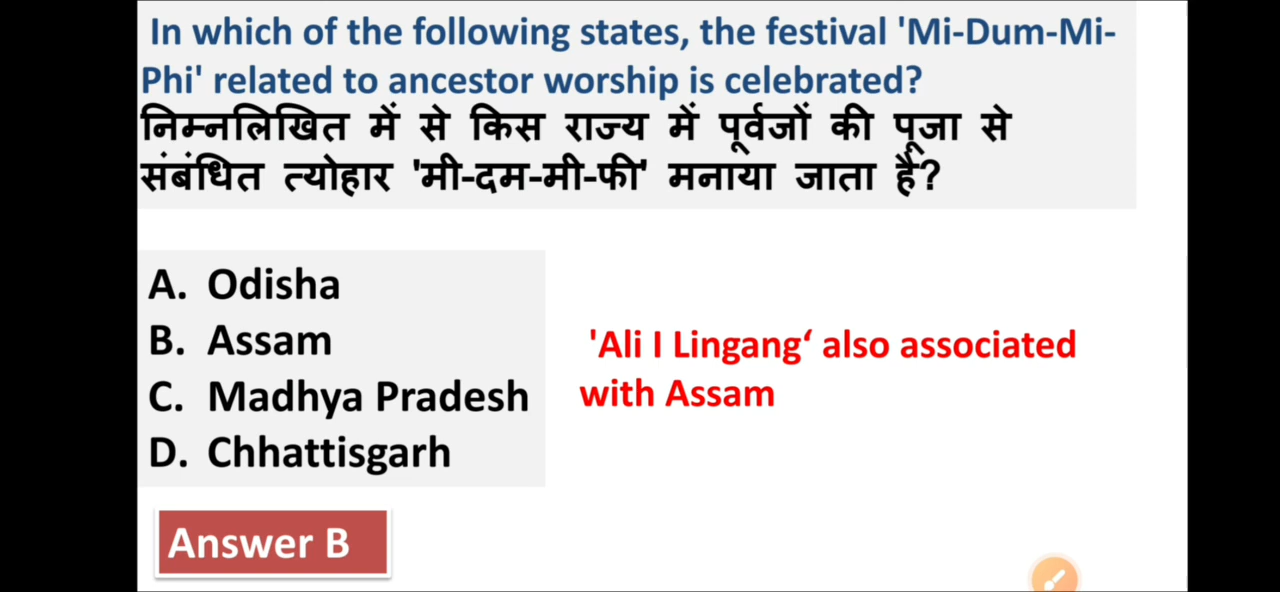 In which of the following states, the festival 'Mi-Dum-Mi-
Phi' related to ancestor worship is celebrated?
निम्नलिखित में से किस राज्य में पूर्वजों की पूजा से
संबंधित त्योहार 'मी-दम-मी-फी' मनाया जाता है?
A. Odisha
B. Assam
C. Madhya Pradesh
D. Chhattisgarh
'Ali I Lingang‘ also associated
with Assam
Answer B